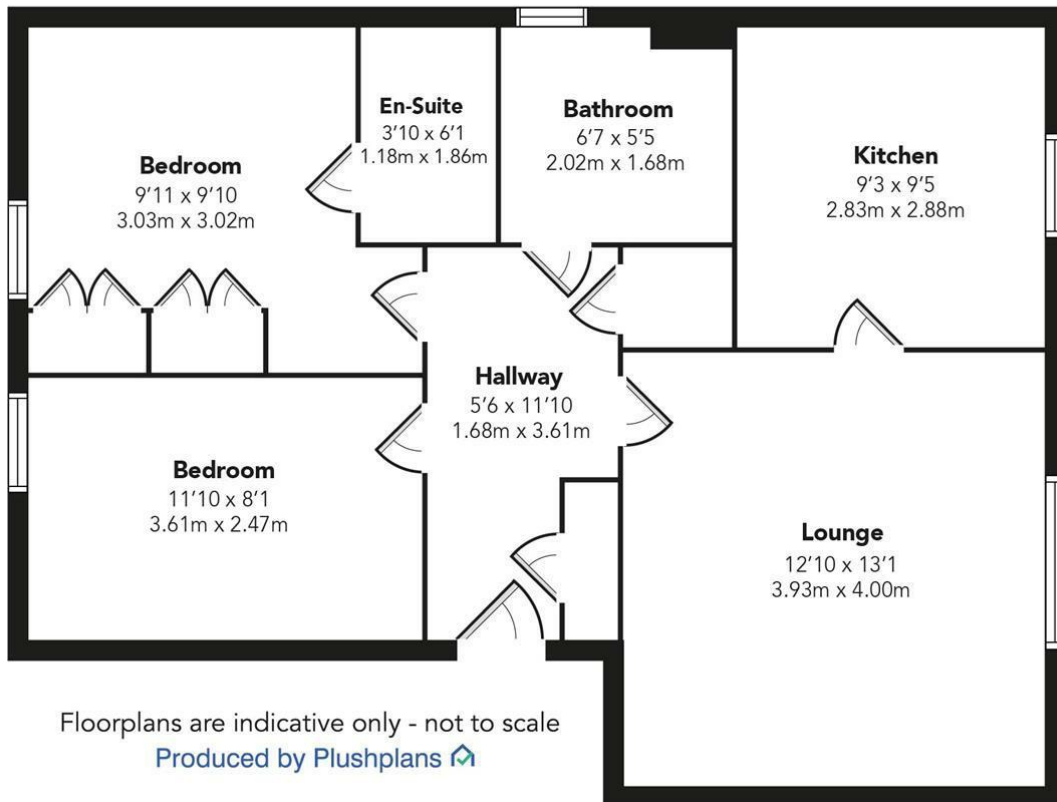 En-Suite
3'10 x 6'1
1.18m x 1.86m
Bathroom
6'7 x 5'5
2.02m x 1.68m
Bedroom
9'11 x 9'10
3.03m x 3.02m
Kitchen
9'3 x 9'5
2.83m x 2.88m
Hallway
5'6 x 11'10
1.68m x 3.61m
Bedroom
11'10 x 8'1
3.61m x 2.47m
Lounge
12'10 x 13'1
3.93m x 4.00m
Floorplans are indicative only - not to scale
Produced by Plushplans